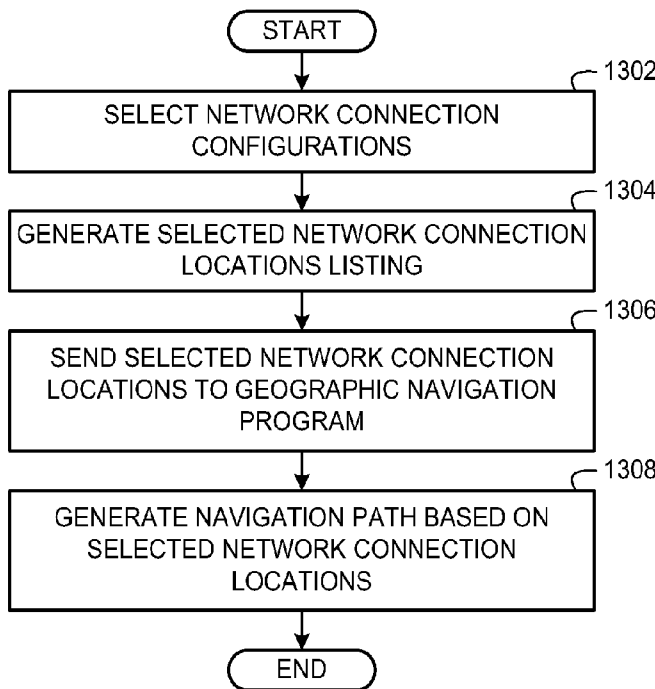 START
1302
SELECT NETWORK CONNECTION
CONFIGURATIONS
1304
GENERATE SELECTED NETWORK CONNECTION
LOCATIONS LISTING
1306
SEND SELECTED NETWORK CONNECTION
LOCATIONS TO GEOGRAPHIC NAVIGATION
PROGRAM
1308
GENERATE NAVIGATION PATH BASED ON
SELECTED NETWORK CONNECTION
LOCATIONS
END